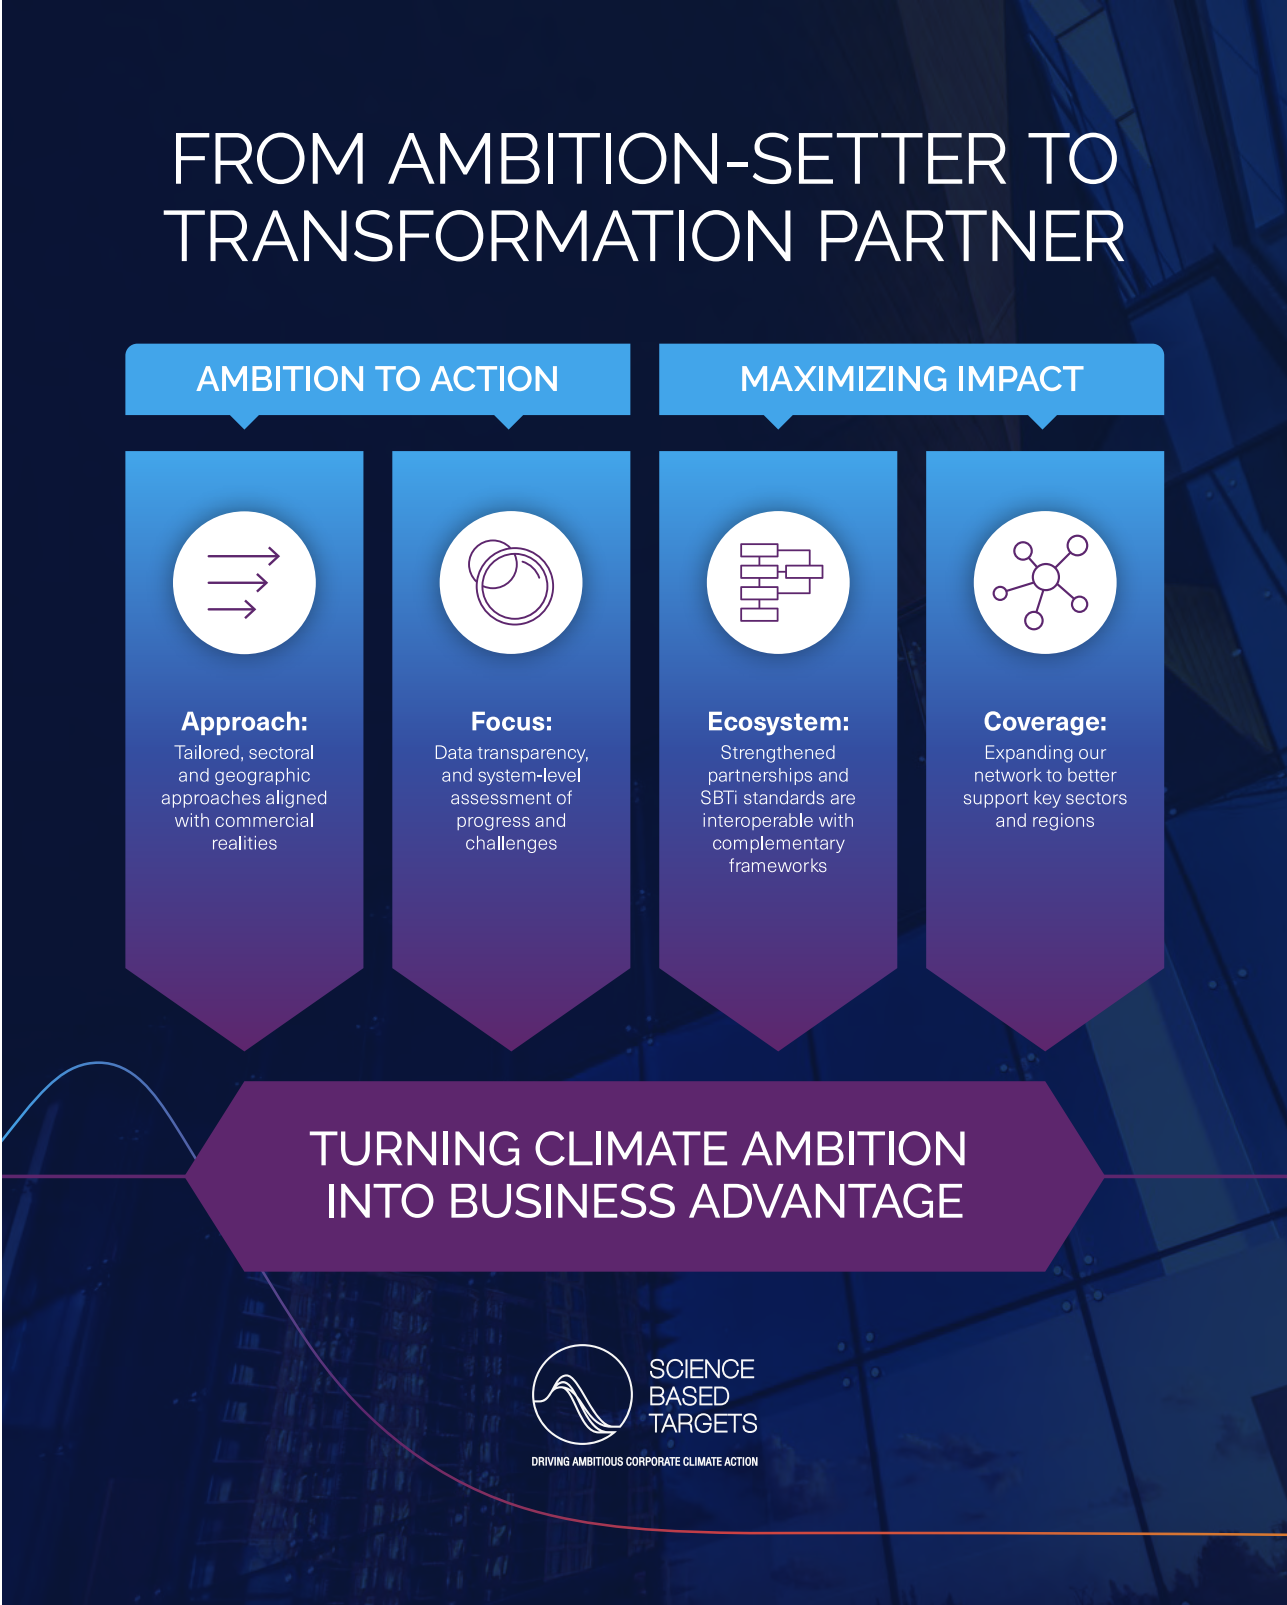 FROM AMBITION-SETTER TO
TRANSFORMATION PARTNER
AMBITION TO ACTION
Approach:
Tailored, sectoral
and geographic
approaches aligned
with commercial
realities
Focus:
Data transparency,
and system-level
assessment of
progress and
challenges
MAXIMIZING IMPACT
Ecosystem:
Strengthened
partnerships and
SBTi standards are
interoperable with
complementary
frameworks
Coverage:
Expanding our
network to better
support key sectors
and regions
TURNING CLIMATE AMBITION
INTO BUSINESS ADVANTAGE
SCIENCE
BASED
TARGETS
DRIVING AMBITIOUS CORPORATE CLIMATE ACTION